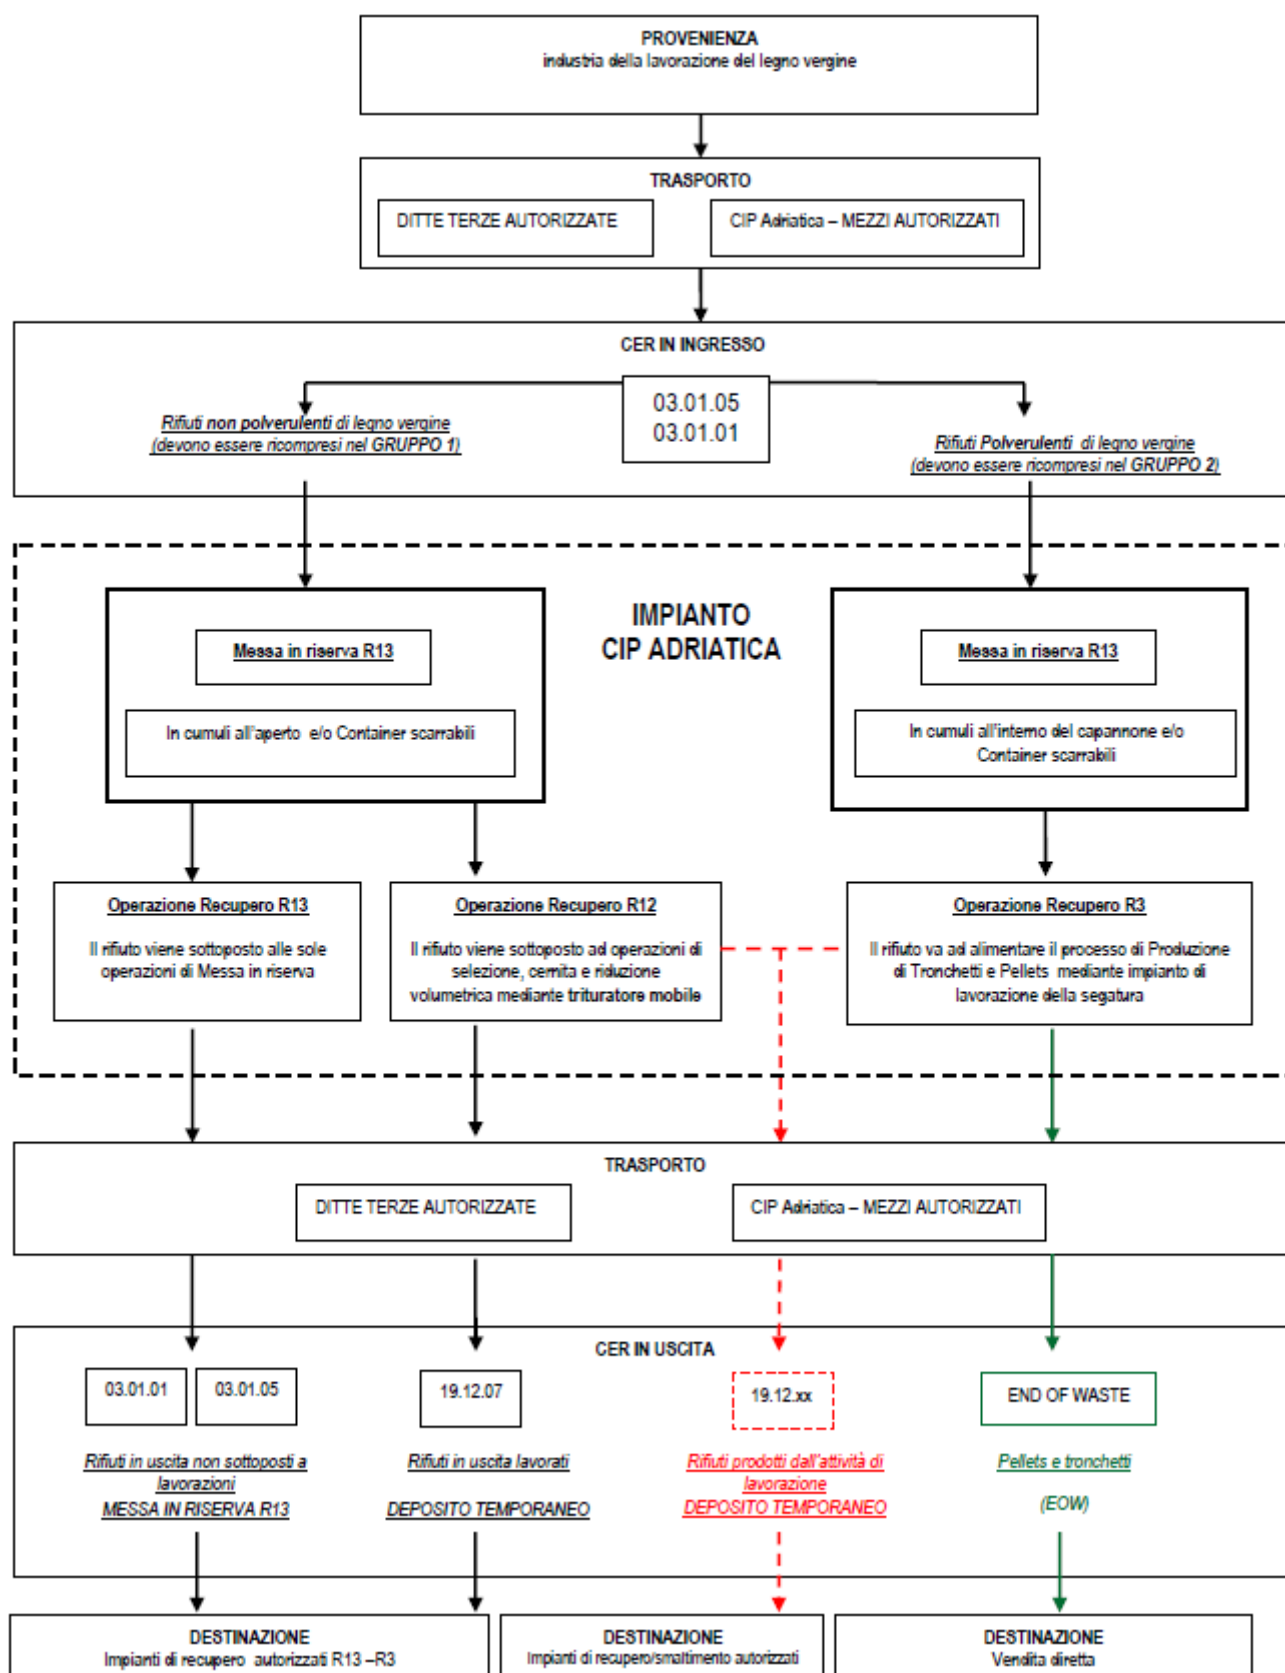 PROVENIENZA
industria della lavorazione del legno vergine
TRASPORTO
DITTE TERZE AUTORIZZATE
CIP Adriatica – MEZZI AUTORIZZATI
CER IN INGRESSO
03.01.05
03.01.01
Rifiuti non polverulenti di legno vergine
(devono essere ricompresi nel GRUPPO 1)
Rifiuti Polverulenti di legno vergine
(devono essere ricompresi nel GRUPPO 2)
IMPIANTO
CIP ADRIATICA
Messa in riserva R13
In cumuli all'aperto e/o Container scarrabili
Messa in riserva R13
In cumuli all'interno del capannone e/o
Container scarrabili
Operazione Recupero R13
Il rifiuto viene sottoposto alle sole
operazioni di Messa in riserva
Operazione Recupero R12
Il rifiuto viene sottoposto ad operazioni di
selezione, cernita e riduzione
volumetrica mediante trituratore mobile
Operazione Recupero R3
Il rifiuto va ad alimentare il processo di Produzione
di Tronchetti e Pellets mediante impianto di
lavorazione della segatura
TRASPORTO
DITTE TERZE AUTORIZZATE
CIP Adriatica – MEZZI AUTORIZZATI
CER IN USCITA
03.01.01
03.01.05
19.12.07
19.12.xx
END OF WASTE
Rifiuti in uscita non sottoposti a
lavorazioni
MESSA IN RISERVA R13
Rifiuti in uscita lavorati
DEPOSITO TEMPORANEO
Rifiuti prodotti dall'attività di
lavorazione
DEPOSITO TEMPORANEO
Pellets e tronchetti
(EOW)
DESTINAZIONE
Impianti di recupero autorizzati R13 –R3
DESTINAZIONE
Impianti di recupero/smaltimento autorizzati
DESTINAZIONE
Vendita diretta